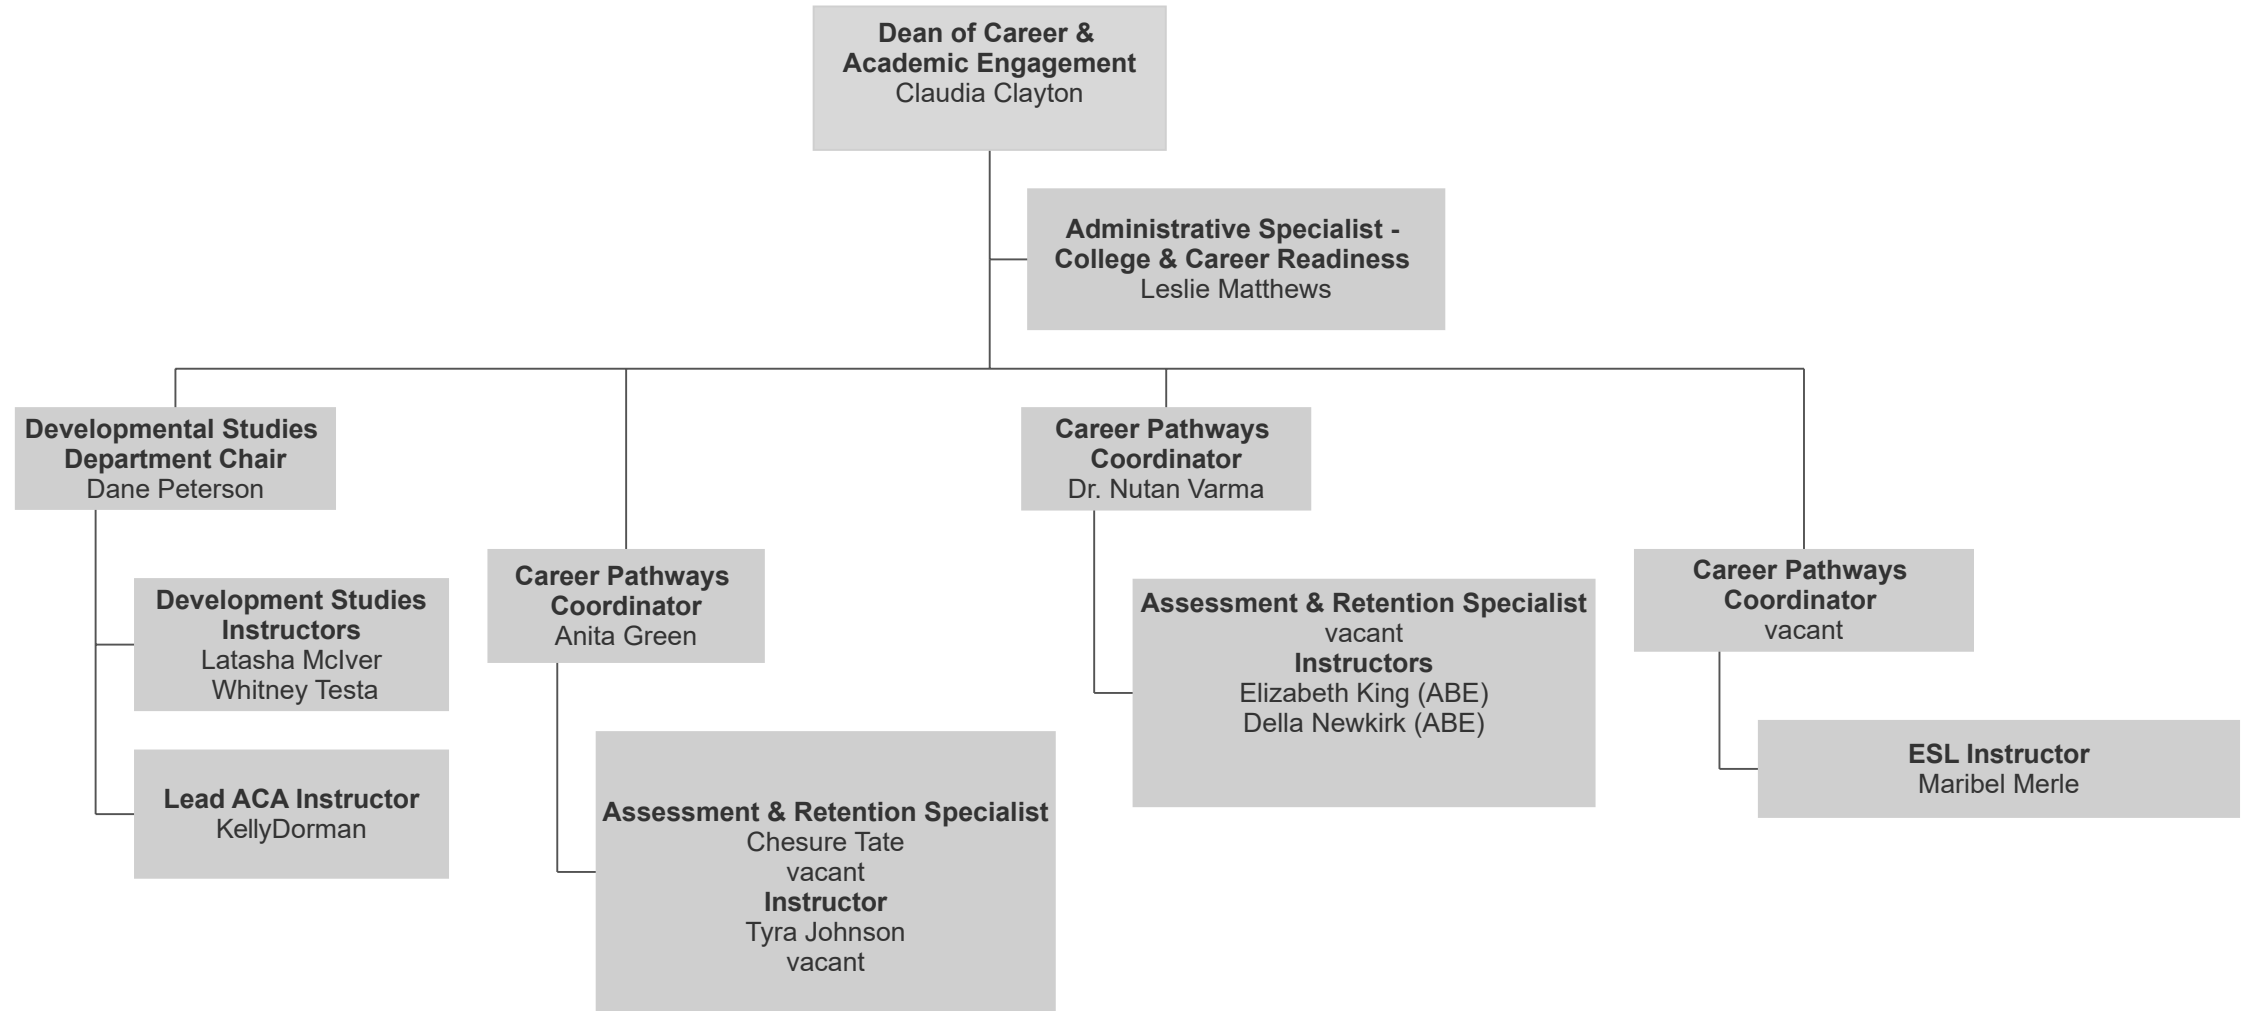 Dean of Career &
Academic Engagement
Claudia Clayton
Administrative Specialist -
College & Career Readiness
Leslie Matthews
Developmental Studies
Department Chair
Dane Peterson
Development Studies
Instructors
Latasha McIver
Whitney Testa
Lead ACA Instructor
KellyDorman
Career Pathways
Coordinator
Anita Green
Assessment & Retention Specialist
Chesure Tate
vacant
Instructor
Tyra Johnson
vacant
Career Pathways
Coordinator
Dr. Nutan Varma
Assessment & Retention Specialist
vacant
Instructors
Elizabeth King (ABE)
Della Newkirk (ABE)
Career Pathways
Coordinator
vacant
ESL Instructor
Maribel Merle